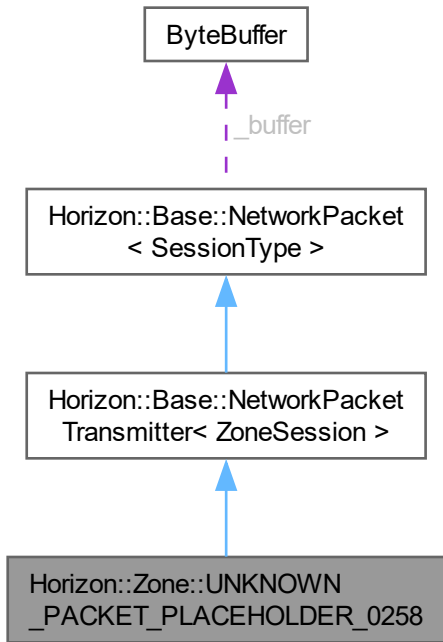 ByteBuffer
_buffer
Horizon::Base::NetworkPacket
< SessionType >
Horizon::Base::NetworkPacket
Transmitter< ZoneSession >
Horizon::Zone::UNKNOWN
_PACKET_PLACEHOLDER_0258